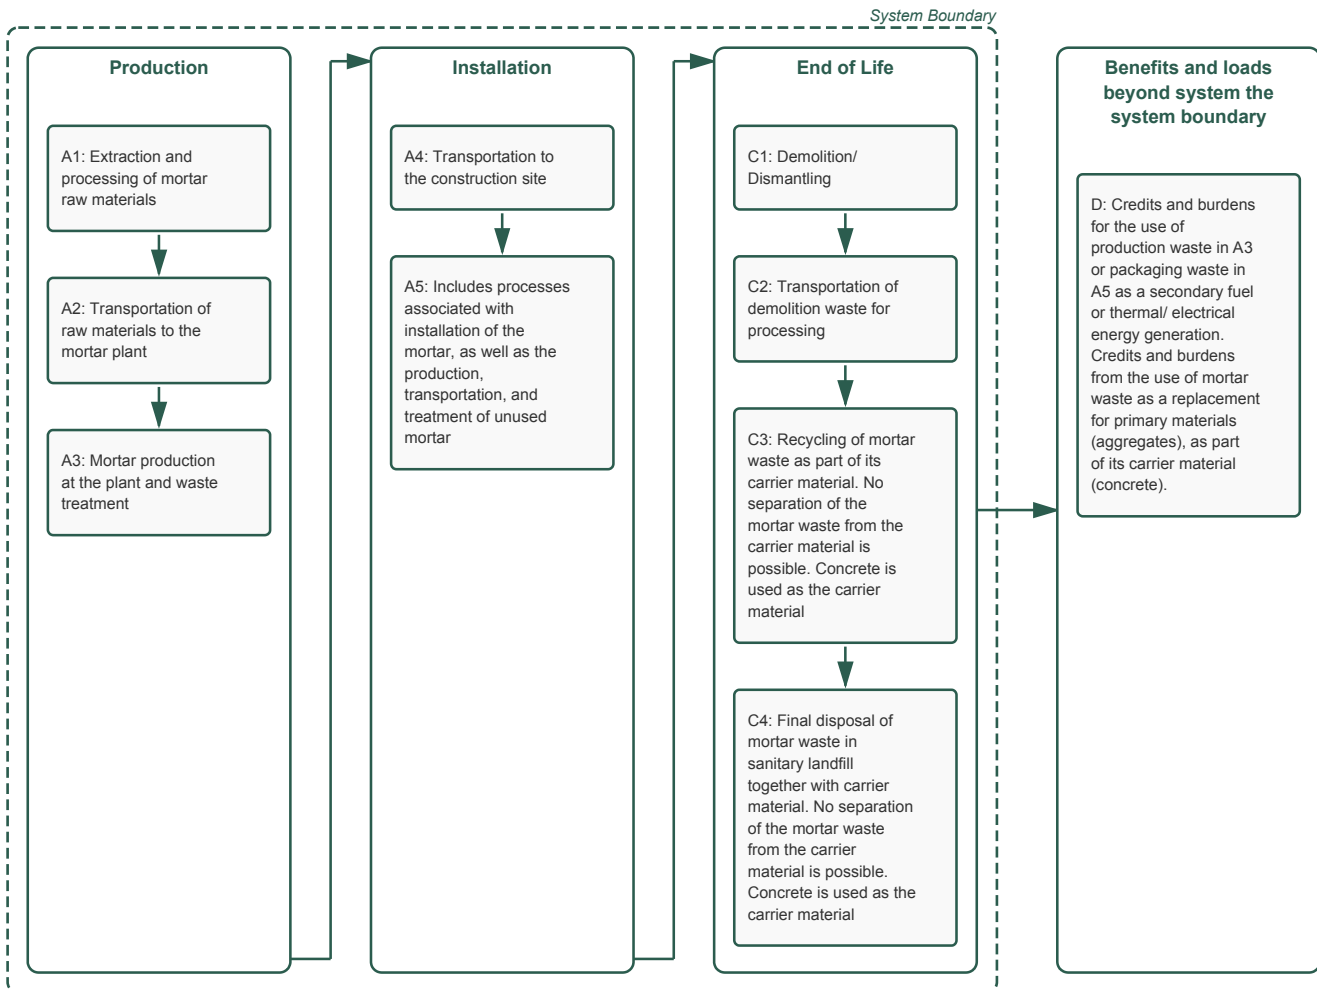 System Boundary
Production
A1: Extraction and
processing of mortar
raw materials
A2: Transportation of
raw materials to the
mortar plant
A3: Mortar production
at the plant and waste
treatment
Installation
A4: Transportation to
the construction site
A5: Includes processes
associated with
installation of the
mortar, as well as the
production,
transportation, and
treatment of unused
mortar
End of Life
C1: Demolition/
Dismantling
C2: Transportation of
demolition waste for
processing
C3: Recycling of mortar
waste as part of its
carrier material. No
separation of the
mortar waste from the
carrier material is
possible. Concrete is
used as the carrier
material
C4: Final disposal of
mortar waste in
sanitary landfill
together with carrier
material. No separation
of the mortar waste
from the carrier
material is possible.
Concrete is used as the
carrier material
Benefits and loads
beyond system the
system boundary
D: Credits and burdens
for the use of
production waste in A3
or packaging waste in
A5 as a secondary fuel
or thermal/ electrical
energy generation.
Credits and burdens
from the use of mortar
waste as a replacement
for primary materials
(aggregates), as part
of its carrier material
(concrete).